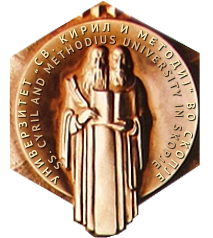 УНИВЕРЗИТЕТ "СВ. КИРИЛ И МЕТОДИЈ" ВО СКОПЈЕ
SS. CYRIL AND METHODIUS UNIVERSITY IN SKOPJE